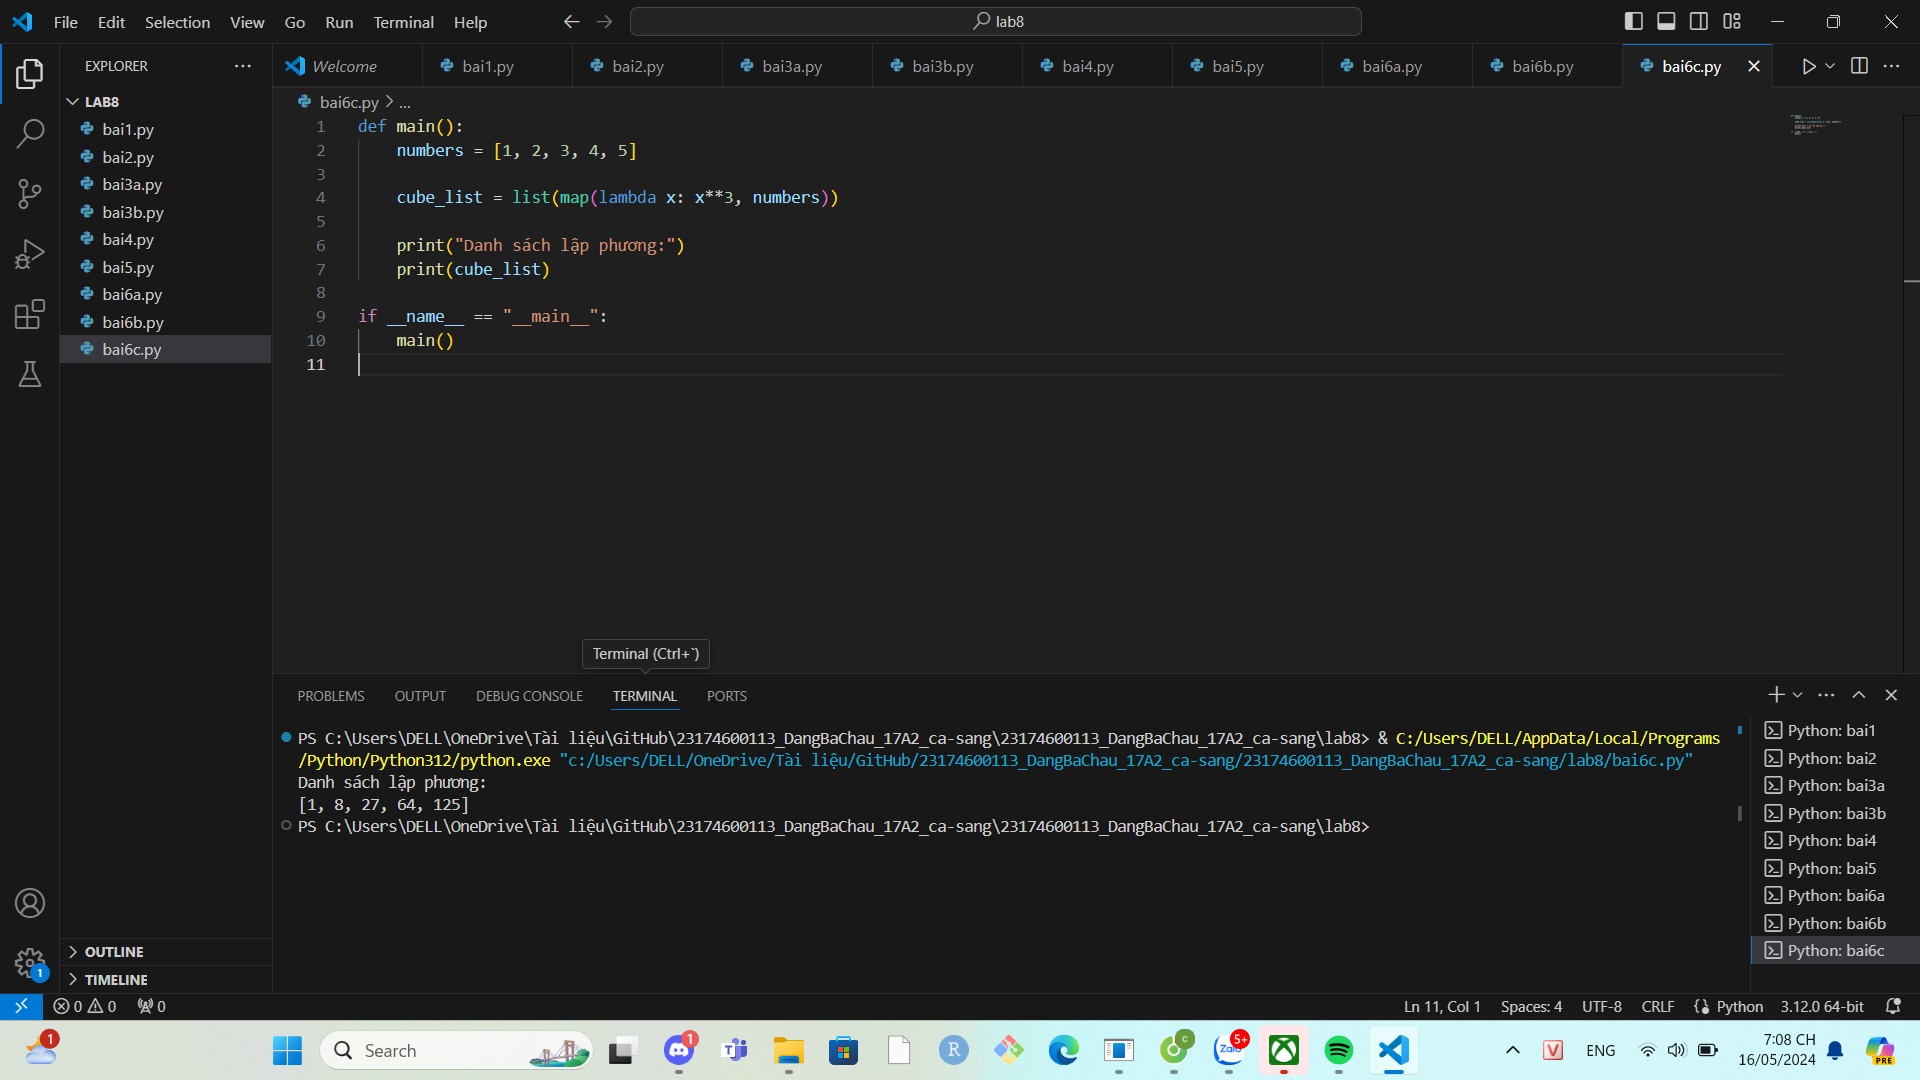 File Edit Selection View Go Run Terminal Help
lab8
EXPLORER
Welcome
bai1.py
bai2.py
bai3a.py
bai3b.py
bai4.py
bai5.py
bai6a.py
bai6b.py
bai6c.py
LAB8
bai1.py
bai2.py
bai3a.py
bai3b.py
bai4.py
bai5.py
bai6a.py
bai6b.py
bai6c.py
OUTLINE
TIMELINE
bai6c.py > ...
1 def main():
2 numbers = [1, 2, 3, 4, 5]
3
4 cube_list = list(map(lambda x: x**3, numbers))
5
6 print("Danh sách lập phương:")
7 print(cube_list)
8
9 if __name__ == "__main__":
10 main()
11
Terminal (Ctrl+`)
PROBLEMS OUTPUT DEBUG CONSOLE TERMINAL PORTS
PS C:\Users\DELL\OneDrive\Tài liệu\GitHub\23174600113_DangBaChau_17A2_ca-sang\23174600113_DangBaChau_17A2_ca-sang\lab8> & C:/Users/DELL/AppData/Local/Programs
/Python/Python312/python.exe "c:/Users/DELL/OneDrive/Tài liệu/GitHub/23174600113_DangBaChau_17A2_ca-sang/23174600113_DangBaChau_17A2_ca-sang/lab8/bai6c.py"
Danh sách lập phương:
[1, 8, 27, 64, 125]
PS C:\Users\DELL\OneDrive\Tài liệu\GitHub\23174600113_DangBaChau_17A2_ca-sang\23174600113_DangBaChau_17A2_ca-sang\lab8>
Python: bai1
Python: bai2
Python: bai3a
Python: bai3b
Python: bai4
Python: bai5
Python: bai6a
Python: bai6b
Python: bai6c
1
0 0 0
Ln 11, Col 1 Spaces: 4 UTF-8 CRLF {} Python 3.12.0 64-bit
1
Search
1
R
C
Zalo
5+
V
ENG
7:08 CH
16/05/2024
PRE